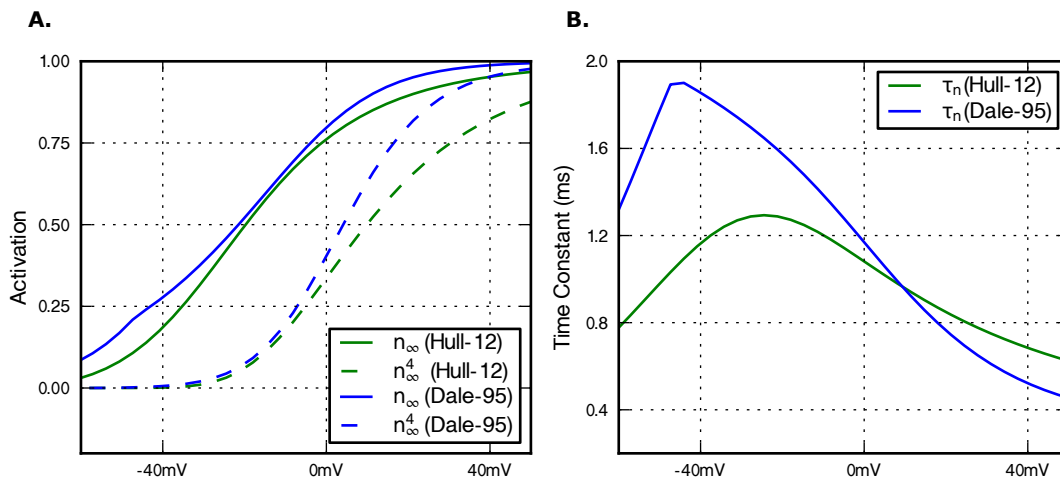 A.
Activation
1.00
0.75
0.50
0.25
0.00
-40mV
0mV
40mV
n∞ (Hull-12)
n∞⁴ (Hull-12)
n∞ (Dale-95)
n∞⁴ (Dale-95)
B.
Time Constant (ms)
2.0
1.6
1.2
0.8
0.4
-40mV
0mV
40mV
τₙ (Hull-12)
τₙ (Dale-95)